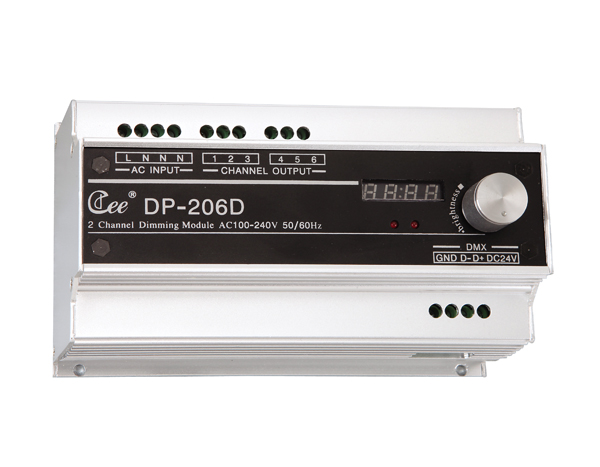 L N N N 1 2 3 4 5 6
AC INPUT CHANNEL OUTPUT
Cee® DP-206D
2 Channel Dimming Module AC100-240V 50/60Hz
brightness
DMX
GND D- D+ DC24V